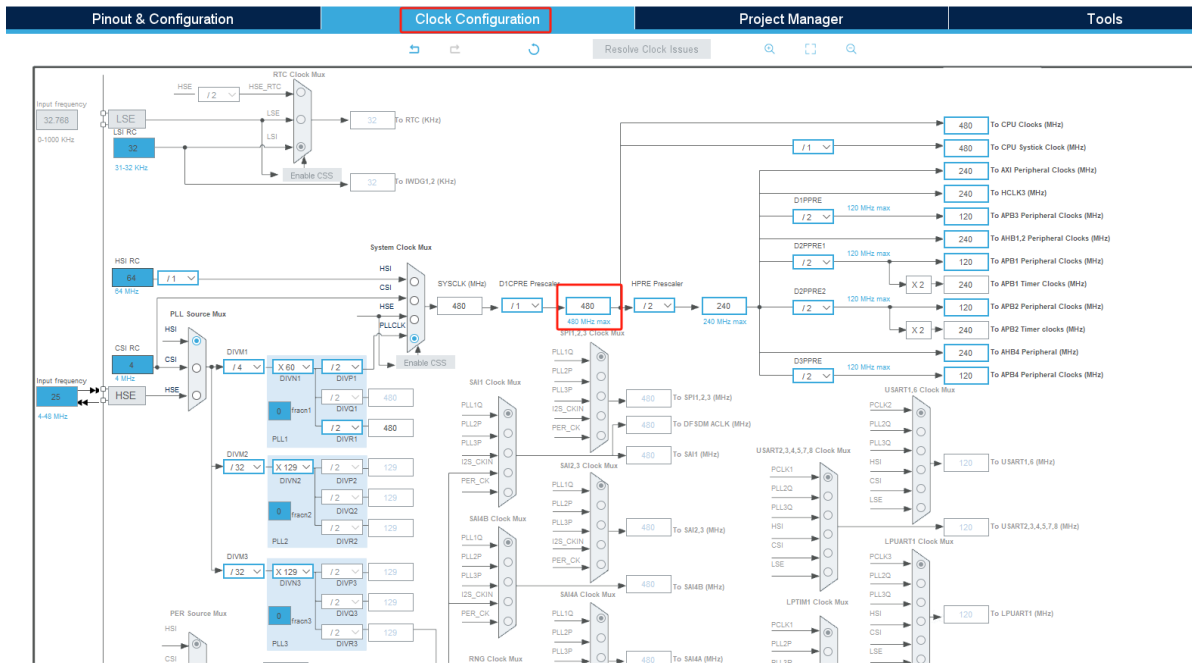 Pinout & Configuration
Clock Configuration
Project Manager
Tools
Resolve Clock Issues
RTC Clock Mux
HSE
/ 2
HSE_RTC
Input frequency
32.768
0-1000 KHz
LSE
LSE
32
To RTC (KHz)
LSI RC
32
31-32 KHz
LSI
Enable CSS
32
To IWDG1,2 (KHz)
480
To CPU Clocks (MHz)
/ 1
480
To CPU Systick Clock (MHz)
240
To AXI Peripheral Clocks (MHz)
240
To HCLK3 (MHz)
D1PPRE
/ 2
120 MHz max
120
To APB3 Peripheral Clocks (MHz)
240
To AHB1,2 Peripheral Clocks (MHz)
D2PPRE1
/ 2
120 MHz max
120
To APB1 Peripheral Clocks (MHz)
X 2
240
To APB1 Timer Clocks (MHz)
D2PPRE2
/ 2
120 MHz max
120
To APB2 Peripheral Clocks (MHz)
X 2
240
To APB2 Timer clocks (MHz)
240
To AHB4 Peripheral (MHz)
D3PPRE
/ 2
120 MHz max
120
To APB4 Peripheral Clocks (MHz)
System Clock Mux
HSI RC
64
64 MHz
/ 1
HSI
CSI
HSE
PLLCLK
Enable CSS
SYSCLK (MHz)
480
D1CPRE Prescaler
/ 1
480
480 MHz max
HPRE Prescaler
/ 2
240
240 MHz max
PLL Source Mux
HSI
CSI RC
4
4 MHz
CSI
Input frequency
25
4-48 MHz
HSE
HSE
DIVM1
/ 4
X 60
DIVN1
/ 2
DIVP1
0
fracn1
/ 2
480
DIVQ1
/ 2
480
PLL1
DIVR1
DIVM2
/ 32
X 129
DIVN2
/ 2
129
DIVP2
0
fracn2
/ 2
129
DIVQ2
/ 2
129
PLL2
DIVR2
DIVM3
/ 32
X 129
DIVN3
/ 2
129
DIVP3
0
fracn3
/ 2
129
DIVQ3
/ 2
129
PLL3
DIVR3
PER Source Mux
HSI
CSI
SPI1,2,3 Clock Mux
PLL1Q
PLL2P
PLL3P
I2S_CKIN
PER_CK
480
To SPI1,2,3 (MHz)
480
To DFSDM ACLK (MHz)
SAI1 Clock Mux
PLL1Q
PLL2P
PLL3P
I2S_CKIN
PER_CK
480
To SAI1 (MHz)
SAI2,3 Clock Mux
PLL1Q
PLL2P
PLL3P
I2S_CKIN
PER_CK
480
To SAI2,3 (MHz)
SAI4B Clock Mux
PLL1Q
PLL2P
PLL3P
I2S_CKIN
PER_CK
480
To SAI4B (MHz)
SAI4A Clock Mux
PLL1Q
PLL2P
PLL3P
480
To SAI4A (MHz)
RNG Clock Mux
USART1,6 Clock Mux
PCLK2
PLL2Q
PLL3Q
HSI
CSI
LSE
120
To USART1,6 (MHz)
USART2,3,4,5,7,8 Clock Mux
PCLK1
PLL2Q
PLL3Q
HSI
CSI
LSE
120
To USART2,3,4,5,7,8 (MHz)
LPUART1 Clock Mux
PCLK3
PLL2Q
PLL3Q
HSI
CSI
LSE
120
To LPUART1 (MHz)
LPTIM1 Clock Mux
PCLK1
PLL2P
PLL3R